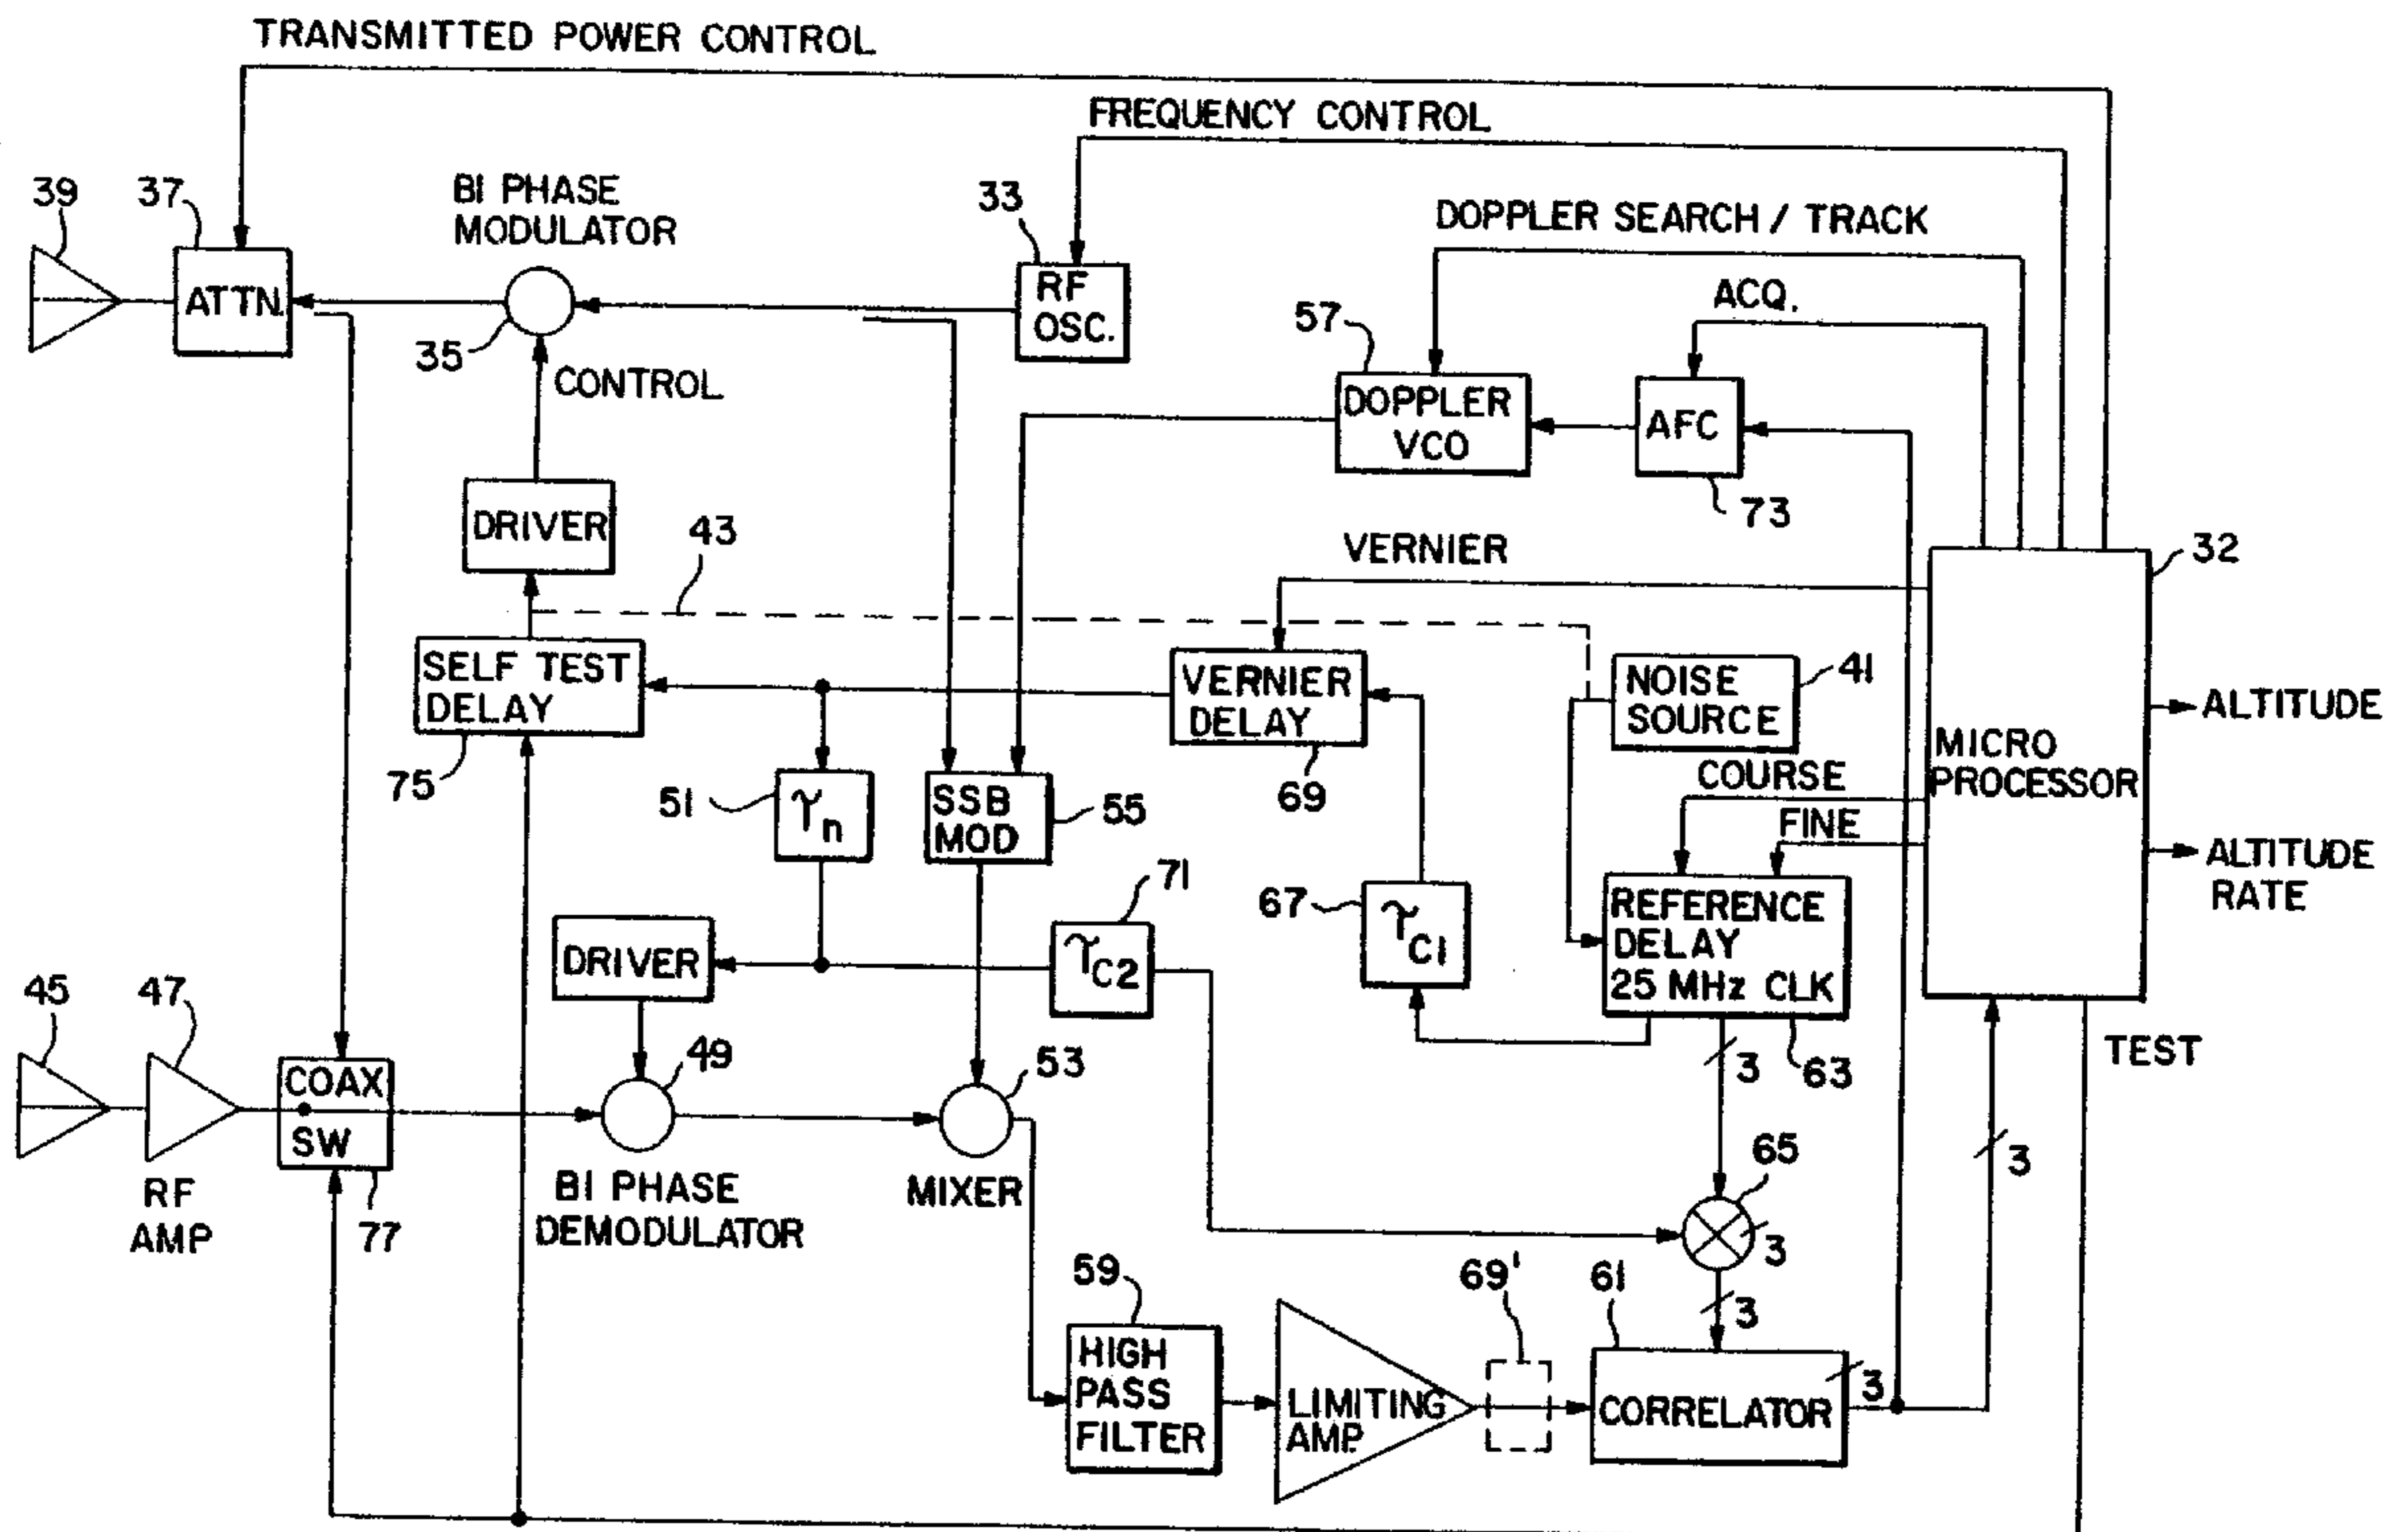 TRANSMITTED POWER CONTROL
FREQUENCY CONTROL
39
37
BI PHASE
MODULATOR
33
DOPPLER SEARCH / TRACK
ATTN.
RF
OSC.
ACQ.
57
35
CONTROL
DOPPLER
VCO
AFC
73
DRIVER
43
VERNIER
32
SELF TEST
DELAY
VERNIER
DELAY
NOISE
SOURCE
41
ALTITUDE
MICRO
PROCESSOR
75
51
τn
SSB
MOD
55
69
COURSE
FINE
ALTITUDE
RATE
71
67
τC1
REFERENCE
DELAY
25 MHz CLK
DRIVER
τC2
45
47
49
53
3
63
TEST
COAX
SW
65
3
RF
AMP
77
BI PHASE
DEMODULATOR
MIXER
3
59
69'
61
3
HIGH
PASS
FILTER
LIMITING
AMP.
CORRELATOR
3